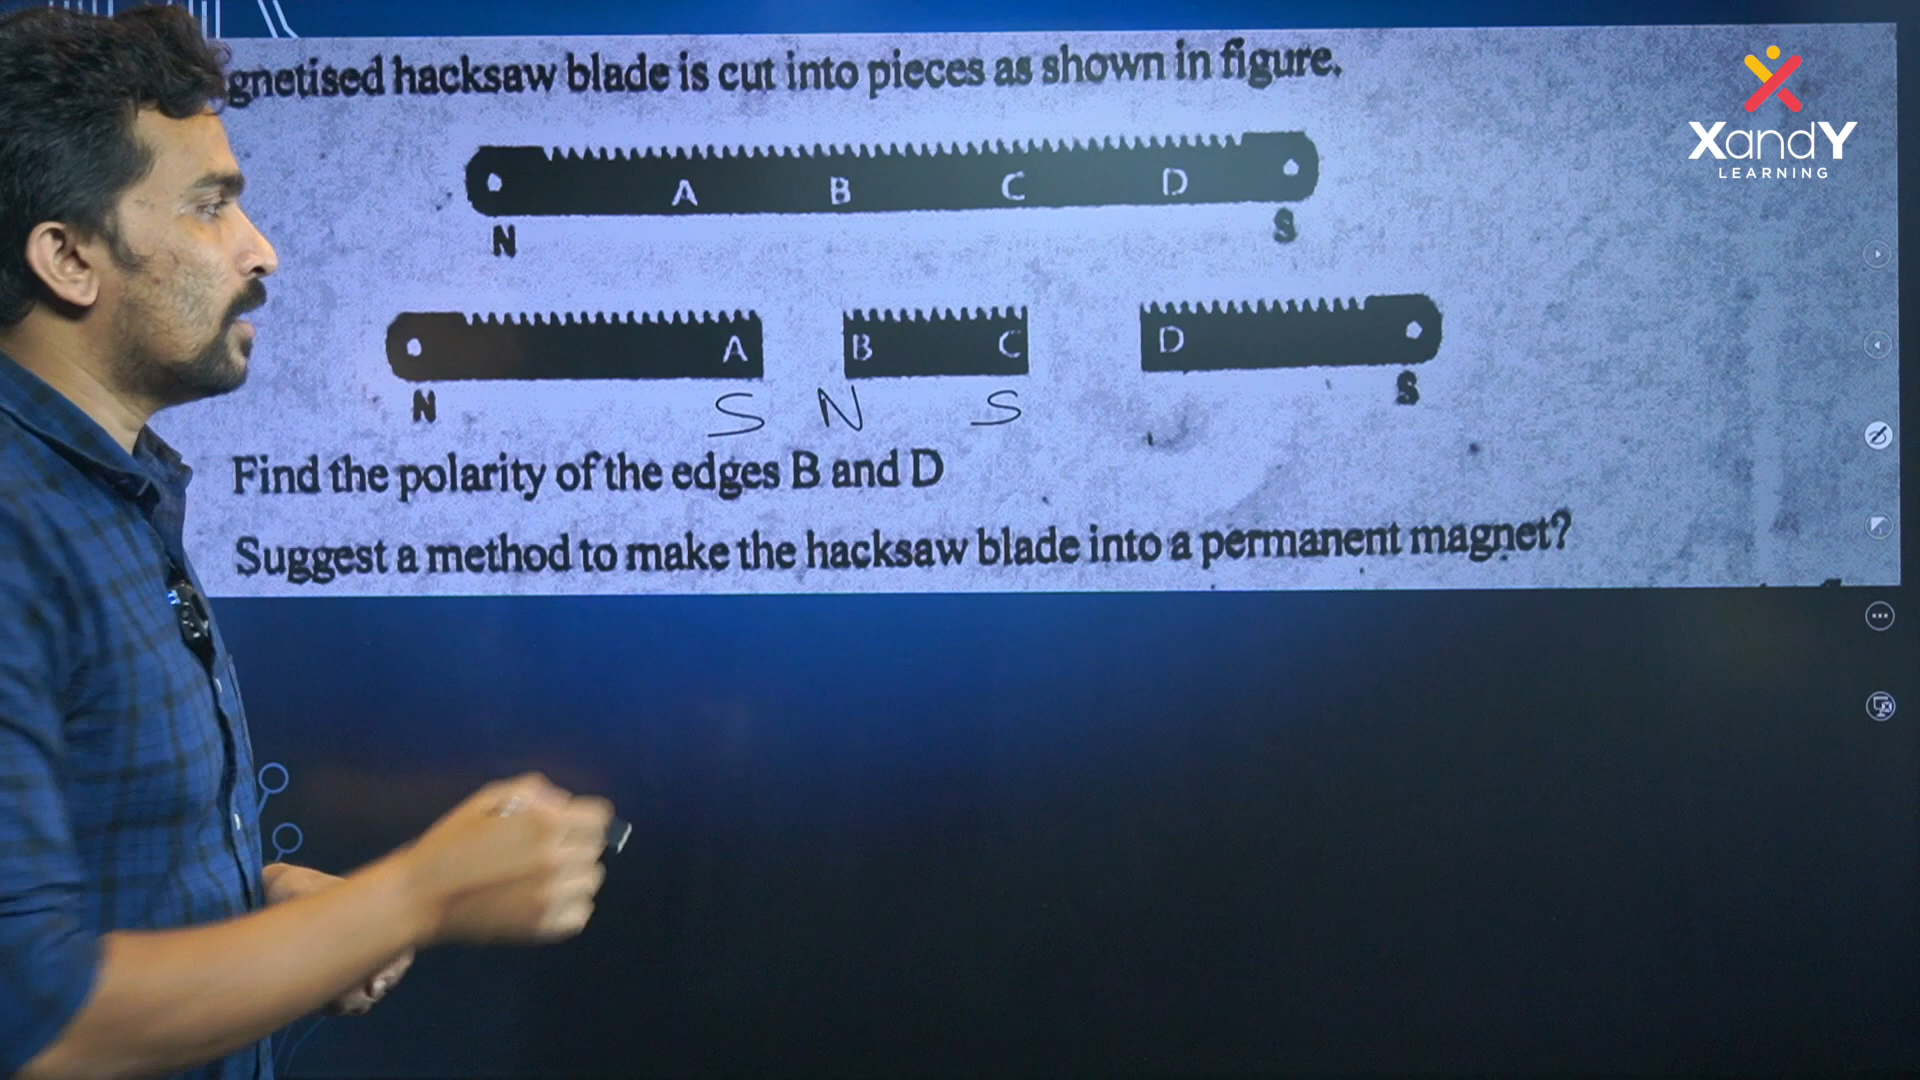 gnetised hacksaw blade is cut into pieces as shown in figure.
XandY
LEARNING
A B C D
N S
A B C D
N S
S N S
Find the polarity of the edges B and D
Suggest a method to make the hacksaw blade into a permanent magnet?